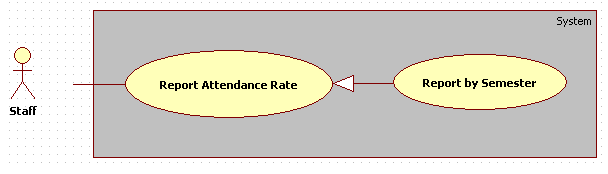 System
Report Attendance Rate
Report by Semester
Staff